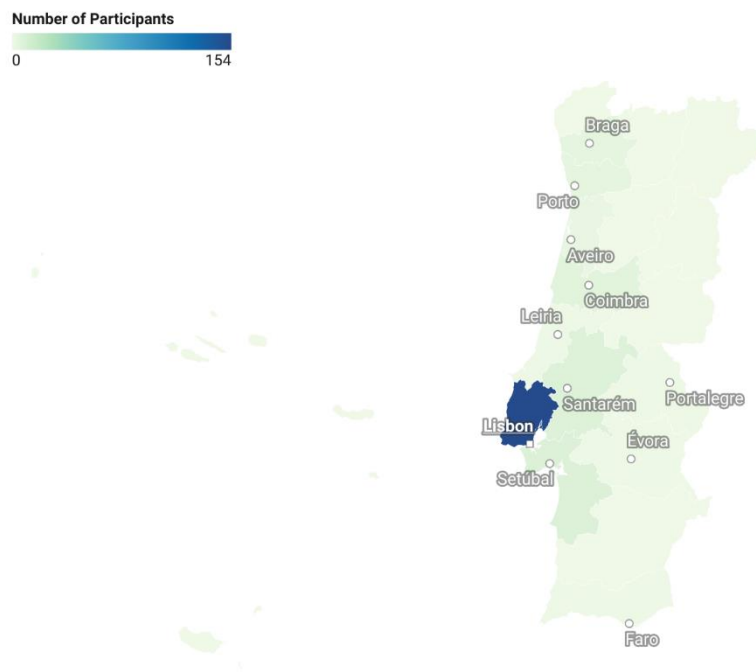 Number of Participants
0 154
Braga
Porto
Aveiro
Coimbra
Leiria
Portalegre
Santarém
Lisbon
Évora
Setúbal
Faro